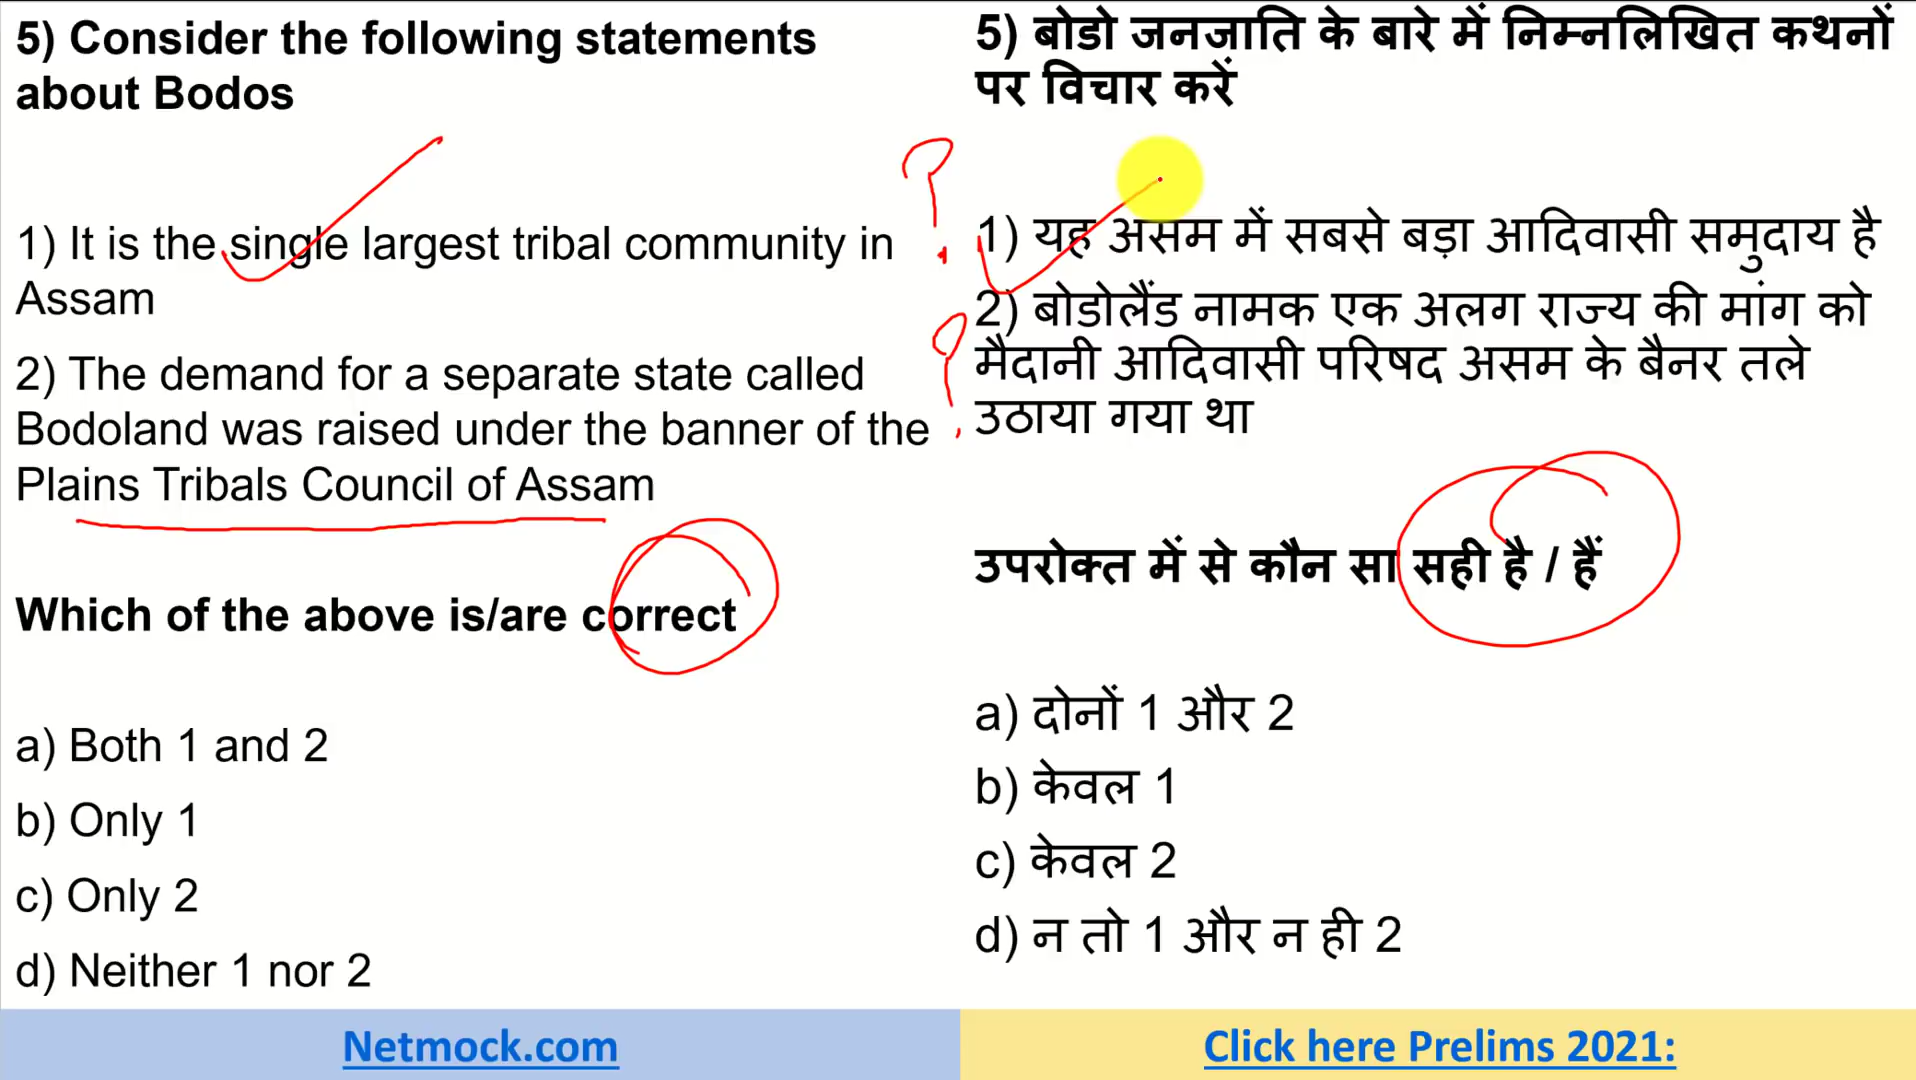 5) Consider the following statements
about Bodos
1) It is the single largest tribal community in
Assam
2) The demand for a separate state called
Bodoland was raised under the banner of the
Plains Tribals Council of Assam
Which of the above is/are correct
a) Both 1 and 2
b) Only 1
c) Only 2
d) Neither 1 nor 2
5) बोडो जनजाति के बारे में निम्नलिखित कथनों
पर विचार करें
1) यह असम में सबसे बड़ा आदिवासी समुदाय है
2) बोडोलैंड नामक एक अलग राज्य की मांग को
मैदानी आदिवासी परिषद असम के बैनर तले
उठाया गया था
उपरोक्त में से कौन सा सही है / हैं
a) दोनों 1 और 2
b) केवल 1
c) केवल 2
d) न तो 1 और न ही 2
?
?
Netmock.com
Click here Prelims 2021: